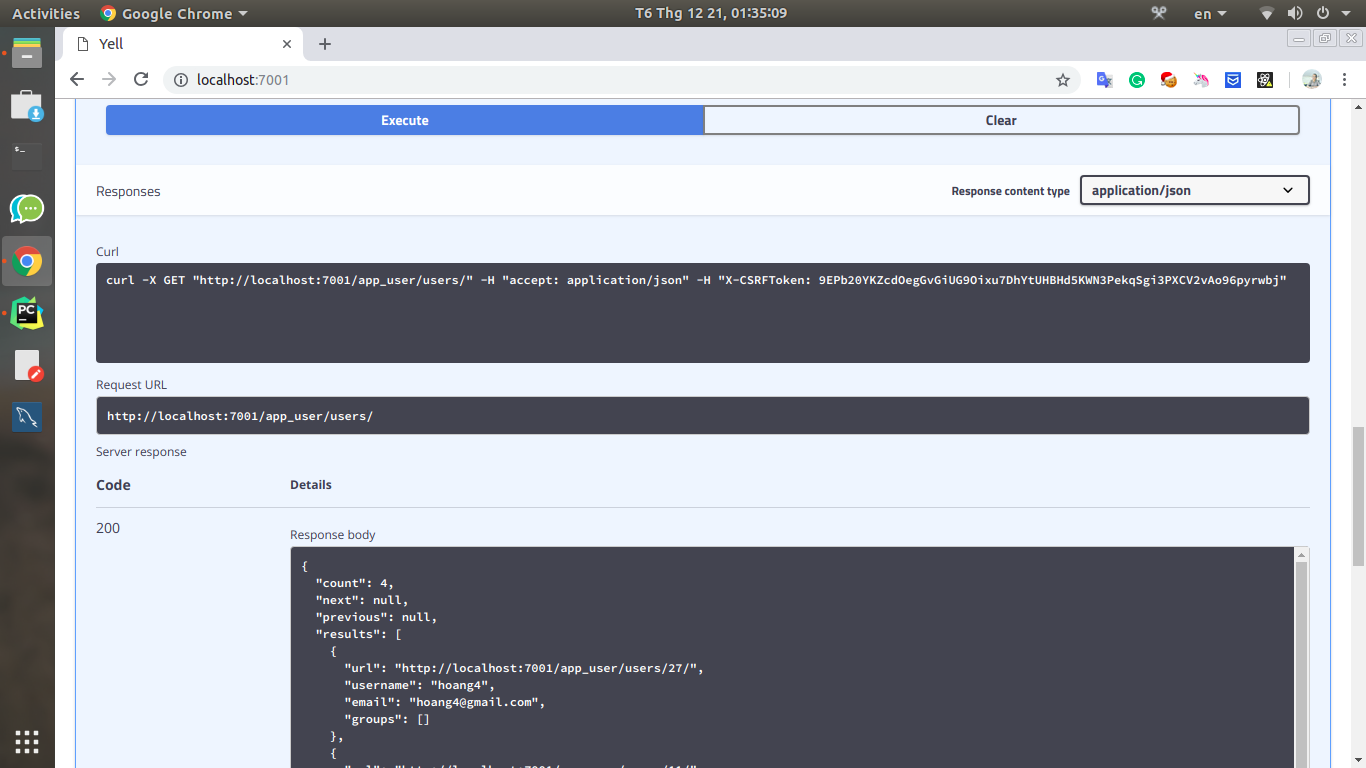 Activities Google Chrome T6 Thg 12 21, 01:35:09 en
Yell
localhost:7001
Execute Clear
Responses Response content type application/json
Curl
curl -X GET "http://localhost:7001/app_user/users/" -H "accept: application/json" -H "X-CSRFToken: 9EPb20YKZcdOegGvGiUG9Oixu7DhYtUHBHd5KWN3PekqSgi3PXCV2vAo96pyrwbj"
Request URL
http://localhost:7001/app_user/users/
Server response
Code Details
200
Response body
{
"count": 4,
"next": null,
"previous": null,
"results": [
{
"url": "http://localhost:7001/app_user/users/27/",
"username": "hoang4",
"email": "hoang4@gmail.com",
"groups": []
},
{